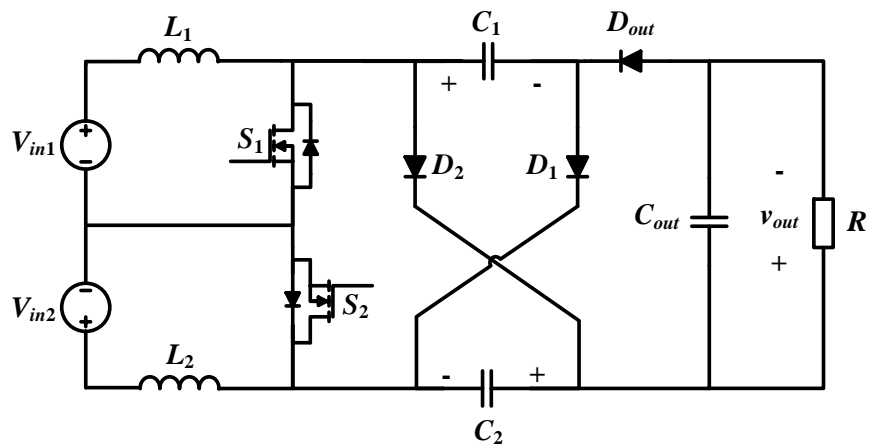 L1
C1
Dout
+
-
+
-
Vin1
S1
D2
D1
-
Cout
vout
R
+
-
+
Vin2
S2
L2
-
+
C2